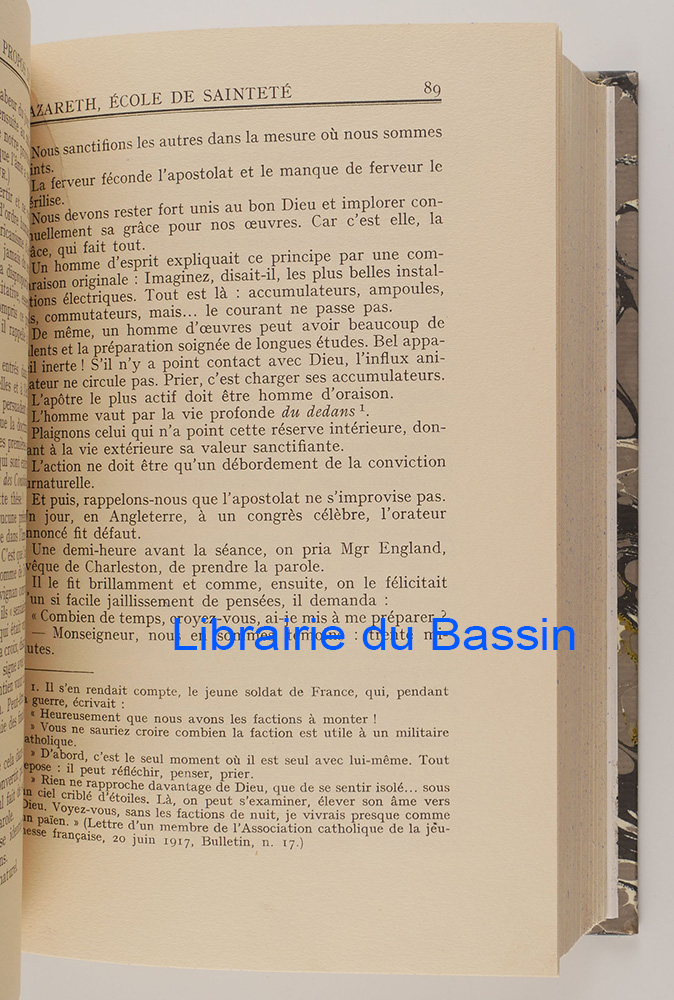 PROPOS
AZARETH, ÉCOLE DE SAINTETÉ 89
Nous sanctifions les autres dans la mesure où nous sommes
ints.
La ferveur féconde l'apostolat et le manque de ferveur le
érilise.
Nous devons rester fort unis au bon Dieu et implorer con-
nuellement sa grâce pour nos œuvres. Car c'est elle, la
âce, qui fait tout.
Un homme d'esprit expliquait ce principe par une com-
araison originale : Imaginez, disait-il, les plus belles instal-
tions électriques. Tout est là : accumulateurs, ampoules,
s, commutateurs, mais... le courant ne passe pas.
De même, un homme d'œuvres peut avoir beaucoup de
lents et la préparation soignée de longues études. Bel appa-
eil inerte ! S'il n'y a point contact avec Dieu, l'influx ani-
ateur ne circule pas. Prier, c'est charger ses accumulateurs.
L'apôtre le plus actif doit être homme d'oraison.
L'homme vaut par la vie profonde du dedans ¹.
Plaignons celui qui n'a point cette réserve intérieure, don-
ant à la vie extérieure sa valeur sanctifiante.
L'action ne doit être qu'un débordement de la conviction
urnaturelle.
Et puis, rappelons-nous que l'apostolat ne s'improvise pas.
n jour, en Angleterre, à un congrès célèbre, l'orateur
nnoncé fit défaut.
Une demi-heure avant la séance, on pria Mgr England,
vêque de Charleston, de prendre la parole.
Il le fit brillamment et comme, ensuite, on le félicitait
'un si facile jaillissement de pensées, il demanda :
« Combien de temps, croyez-vous, ai-je mis à me préparer ?
— Monseigneur, nous en sommes témoins : trente mi-
utes.
Librairie du Bassin
1. Il s'en rendait compte, le jeune soldat de France, qui, pendant
a guerre, écrivait :
« Heureusement que nous avons les factions à monter !
» Vous ne sauriez croire combien la faction est utile à un militaire
atholique.
» D'abord, c'est le seul moment où il est seul avec lui-même. Tout
epose : il peut réfléchir, penser, prier.
» Rien ne rapproche davantage de Dieu, que de se sentir isolé... sous
un ciel criblé d'étoiles. Là, on peut s'examiner, élever son âme vers
Dieu. Voyez-vous, sans les factions de nuit, je vivrais presque comme
un païen. » (Lettre d'un membre de l'Association catholique de la jeu-
nesse française, 20 juin 1917, Bulletin, n. 17.)